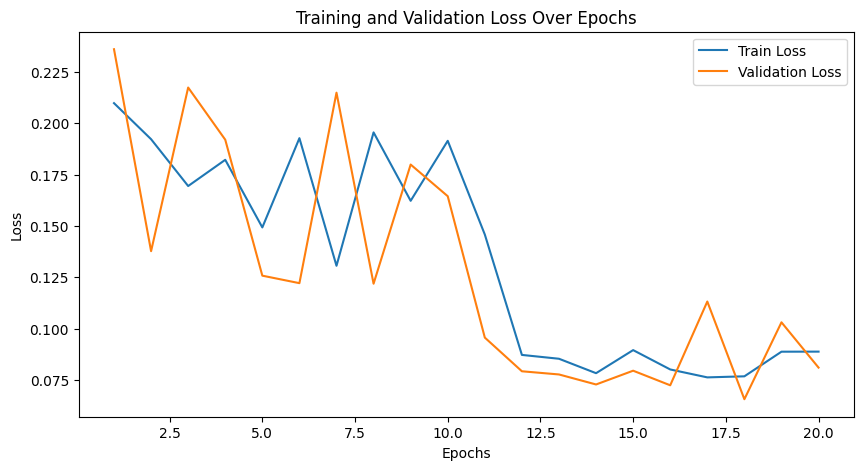 Training and Validation Loss Over Epochs
Train Loss
Validation Loss
0.225
0.200
0.175
0.150
0.125
0.100
0.075
Loss
2.5 5.0 7.5 10.0 12.5 15.0 17.5 20.0
Epochs